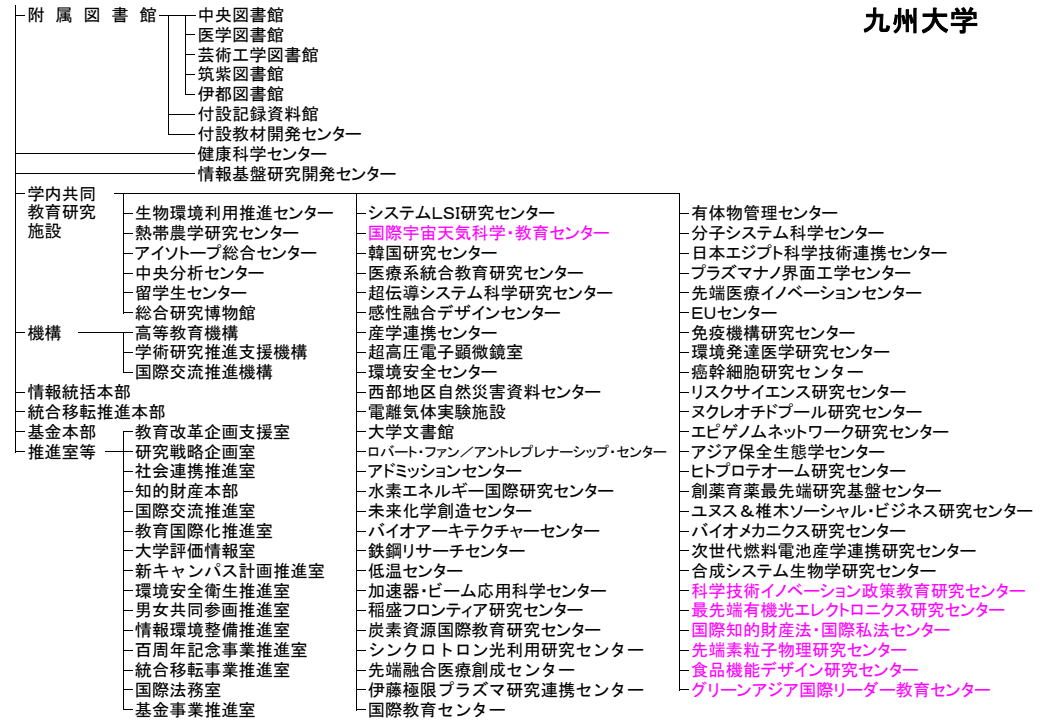 九州大学
附属図書館
中央図書館
医学図書館
芸術工学図書館
筑紫図書館
伊都図書館
付設記録資料館
付設教材開発センター
健康科学センター
情報基盤研究開発センター
学内共同
教育研究
施設
生物環境利用推進センター
熱帯農学研究センター
アイソトープ総合センター
中央分析センター
留学生センター
総合研究博物館
機構
高等教育機構
学術研究推進支援機構
国際交流推進機構
情報統括本部
統合移転推進本部
基金本部
推進室等
教育改革企画支援室
研究戦略企画室
社会連携推進室
知的財産本部
国際交流推進室
教育国際化推進室
大学評価情報室
新キャンパス計画推進室
環境安全衛生推進室
男女共同参画推進室
情報環境整備推進室
百周年記念事業推進室
統合移転事業推進室
国際法務室
基金事業推進室
システムLSI研究センター
国際宇宙天気科学・教育センター
韓国研究センター
医療系統合教育研究センター
超伝導システム科学研究センター
感性融合デザインセンター
産学連携センター
超高圧電子顕微鏡室
環境安全センター
西部地区自然災害資料センター
電離気体実験施設
大学文書館
ロバート・ファン／アントレプレナーシップ・センター
アドミッションセンター
水素エネルギー国際研究センター
未来化学創造センター
バイオアーキテクチャーセンター
鉄鋼リサーチセンター
低温センター
加速器・ビーム応用科学センター
稲盛フロンティア研究センター
炭素資源国際教育研究センター
シンクロトロン光利用研究センター
先端融合医療創成センター
伊藤極限プラズマ研究連携センター
国際教育センター
有体物管理センター
分子システム科学センター
日本エジプト科学技術連携センター
プラズマナノ界面工学センター
先端医療イノベーションセンター
EUセンター
免疫機構研究センター
環境発達医学研究センター
癌幹細胞研究センター
リスクサイエンス研究センター
ヌクレオチドプール研究センター
エピゲノムネットワーク研究センター
アジア保全生態学センター
ヒトプロテオーム研究センター
創薬育薬最先端研究基盤センター
ユヌス＆椎木ソーシャル・ビジネス研究センター
バイオメカニクス研究センター
次世代燃料電池産学連携研究センター
合成システム生物学研究センター
科学技術イノベーション政策教育研究センター
最先端有機光エレクトロニクス研究センター
国際知的財産法・国際私法センター
先端素粒子物理研究センター
食品機能デザイン研究センター
グリーンアジア国際リーダー教育センター